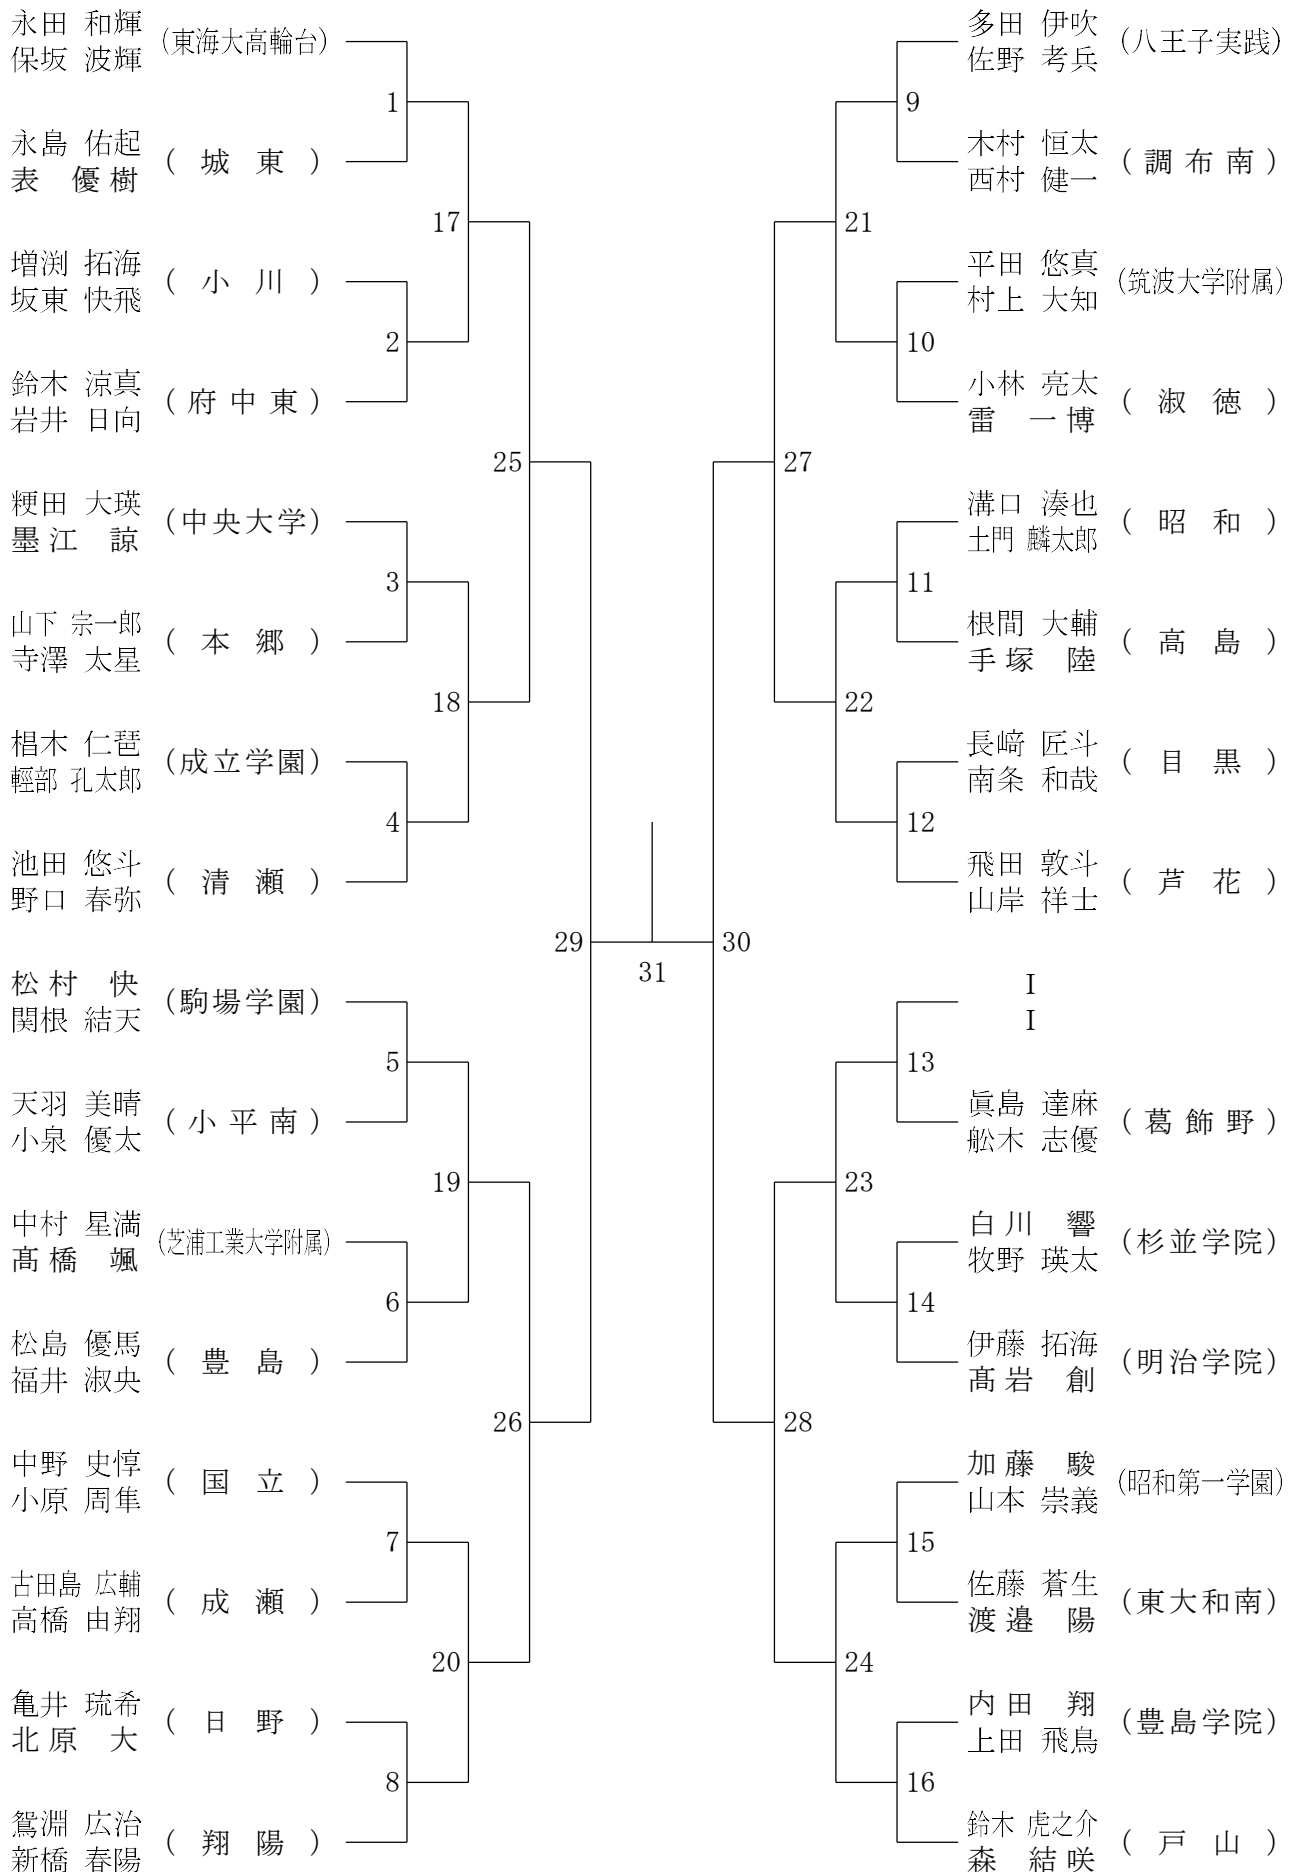 永田 和輝
保坂 波輝
(東海大高輪台)
1
永島 佑起
表 優樹
(城東)
17
増渕 拓海
坂東 快飛
(小川)
2
鈴木 涼真
岩井 日向
(府中東)
25
粳田 大瑛
墨江 諒
(中央大学)
3
山下 宗一郎
寺澤 太星
(本郷)
18
椙木 仁琶
輕部 孔太郎
(成立学園)
4
池田 悠斗
野口 春弥
(清瀬)
29
松村 快
関根 結天
(駒場学園)
5
天羽 美晴
小泉 優太
(小平南)
19
中村 星満
髙橋 颯
(芝浦工業大学附属)
6
松島 優馬
福井 淑央
(豊島)
26
中野 史惇
小原 周隼
(国立)
7
古田島 広輔
高橋 由翔
(成瀬)
20
亀井 琉希
北原 大
(日野)
8
鴛淵 広治
新橋 春陽
(翔陽)
31
多田 伊吹
佐野 考兵
(八王子実践)
9
木村 恒太
西村 健一
(調布南)
21
平田 悠真
村上 大知
(筑波大学附属)
10
小林 亮太
雷 一博
(淑徳)
27
溝口 湊也
土門 麟太郎
(昭和)
11
根間 大輔
手塚 陸
(高島)
22
長﨑 匠斗
南条 和哉
(目黒)
12
飛田 敦斗
山岸 祥士
(芦花)
30
I
I
13
眞島 達麻
舩木 志優
(葛飾野)
23
白川 響
牧野 瑛太
(杉並学院)
14
伊藤 拓海
髙岩 創
(明治学院)
28
加藤 駿
山本 崇義
(昭和第一学園)
15
佐藤 蒼生
渡邉 陽
(東大和南)
24
内田 翔
上田 飛鳥
(豊島学院)
16
鈴木 虎之介
森 結咲
(戸山)